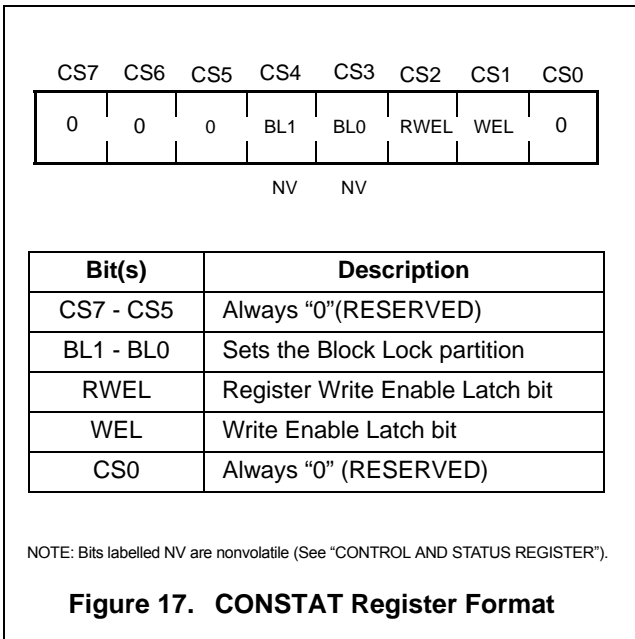 CS7 CS6 CS5 CS4 CS3 CS2 CS1 CS0
0 0 0 BL1 BL0 RWEL WEL 0
NV NV
Bit(s) Description
CS7 - CS5 Always “0”(RESERVED)
BL1 - BL0 Sets the Block Lock partition
RWEL Register Write Enable Latch bit
WEL Write Enable Latch bit
CS0 Always “0” (RESERVED)
NOTE: Bits labelled NV are nonvolatile (See “CONTROL AND STATUS REGISTER”).
Figure 17. CONSTAT Register Format